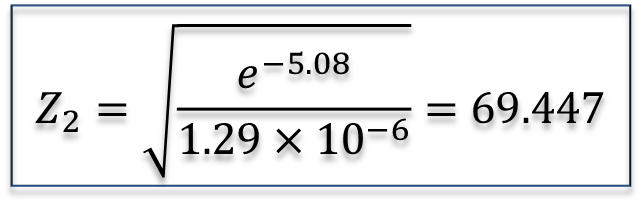 Z₂ = √(e^{−5.08} / (1.29 × 10^{−6})) = 69.447